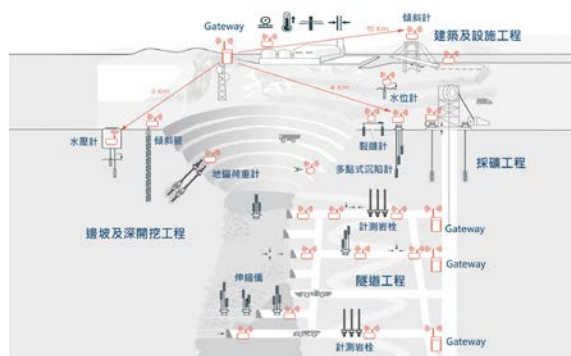 Gateway
15 Km
傾斜計
建築及設施工程
2 Km
4 Km
水位計
水壓計
傾斜管
地錨荷重計
裂縫計
多點式沉陷計
採礦工程
邊坡及深開挖工程
計測岩栓
Gateway
伸縮儀
隧道工程
Gateway
計測岩栓
Gateway